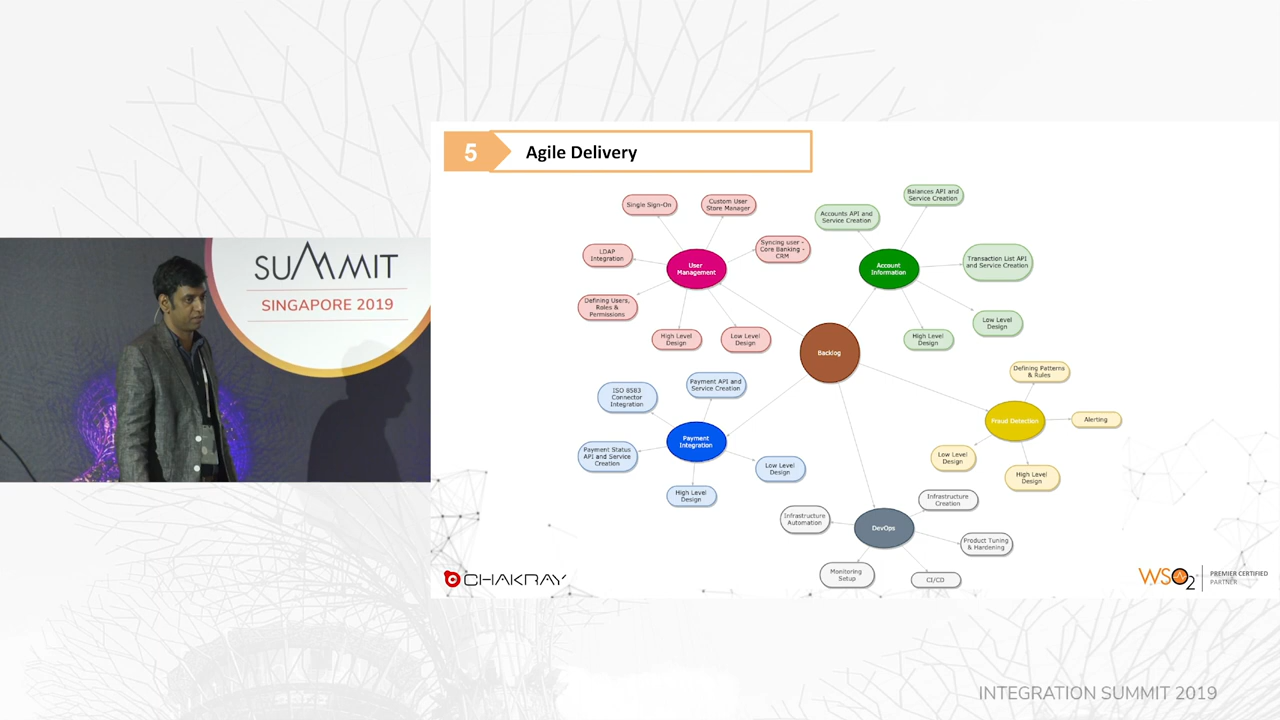 SUMMIT
SINGAPORE 2019
5
Agile Delivery
Single Sign-On
Custom User
Store Manager
LDAP
Integration
User
Management
Syncing user -
Core Banking -
CRM
Defining Users,
Roles &
Permissions
High Level
Design
Low Level
Design
Accounts API and
Service Creation
Balances API and
Service Creation
Account
Information
Transaction List API
and Service Creation
Low Level
Design
High Level
Design
Backlog
ISO 8583
Connector
Integration
Payment API and
Service Creation
Payment
Integration
Payment Status
API and Service
Creation
Low Level
Design
High Level
Design
Defining Patterns
& Rules
Fraud Detection
Alerting
Low Level
Design
High Level
Design
Infrastructure
Creation
Infrastructure
Automation
DevOps
Product Tuning
& Hardening
Monitoring
Setup
CI/CD
CHAKRAY
WSO2
PREMIER CERTIFIED
PARTNER
INTEGRATION SUMMIT 2019